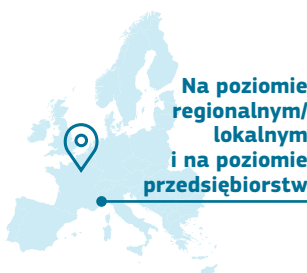 Na poziomie
regionalnym/
lokalnym
i na poziomie
przedsiębiorstw